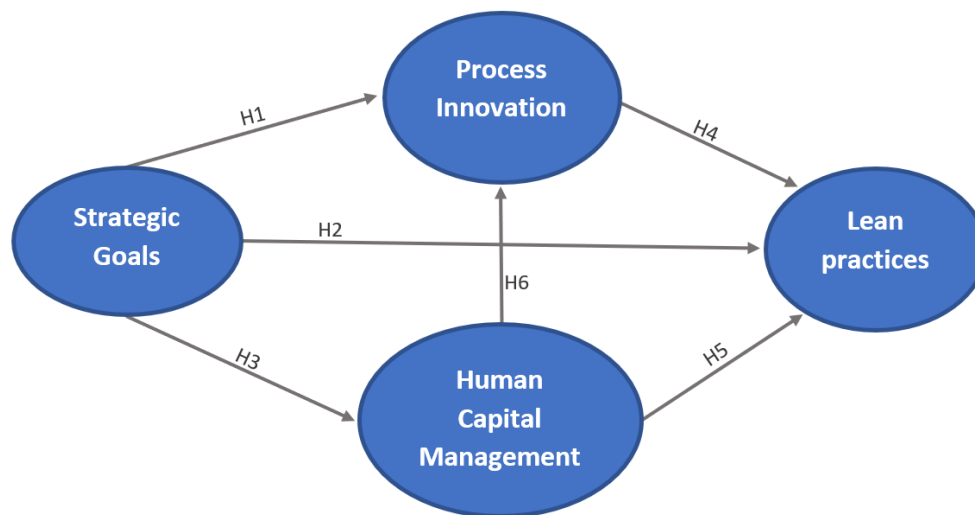 Process
Innovation
H1
H4
Strategic
Goals
H2
Lean
practices
H6
H3
H5
Human
Capital
Management